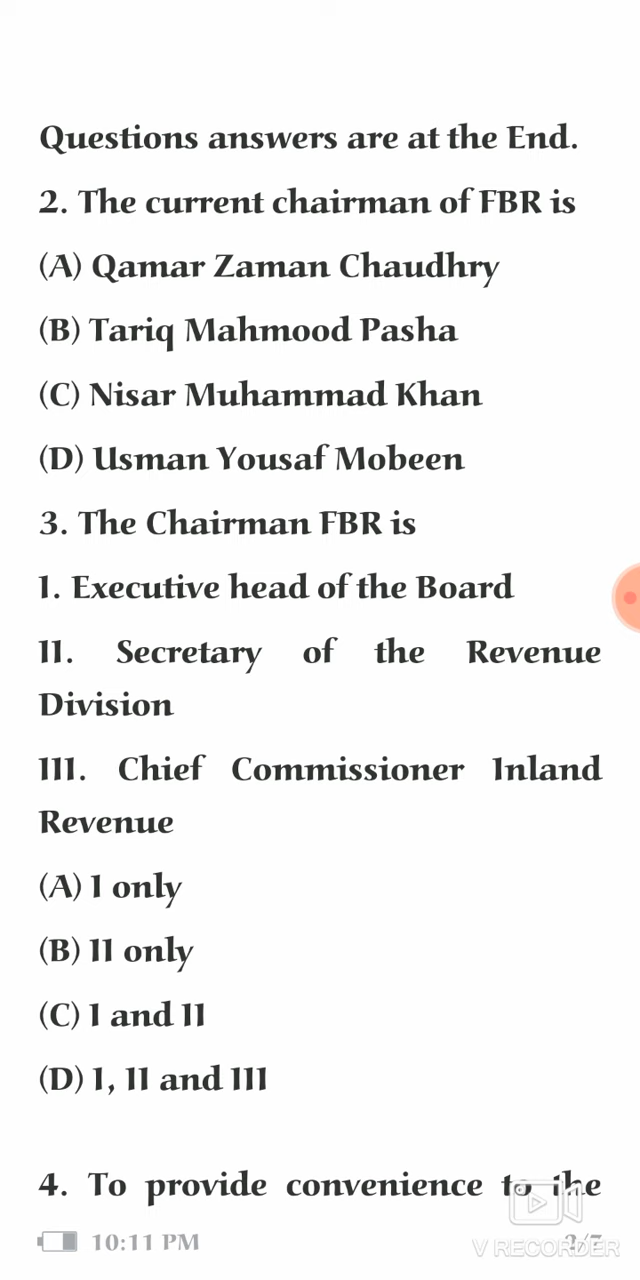 Questions answers are at the End.
2. The current chairman of FBR is
(A) Qamar Zaman Chaudhry
(B) Tariq Mahmood Pasha
(C) Nisar Muhammad Khan
(D) Usman Yousaf Mobeen
3. The Chairman FBR is
I. Executive head of the Board
II. Secretary of the Revenue
Division
III. Chief Commissioner Inland
Revenue
(A) I only
(B) II only
(C) I and II
(D) I, II and III
4. To provide convenience to the
10:11 PM 2/7
V RECORDER